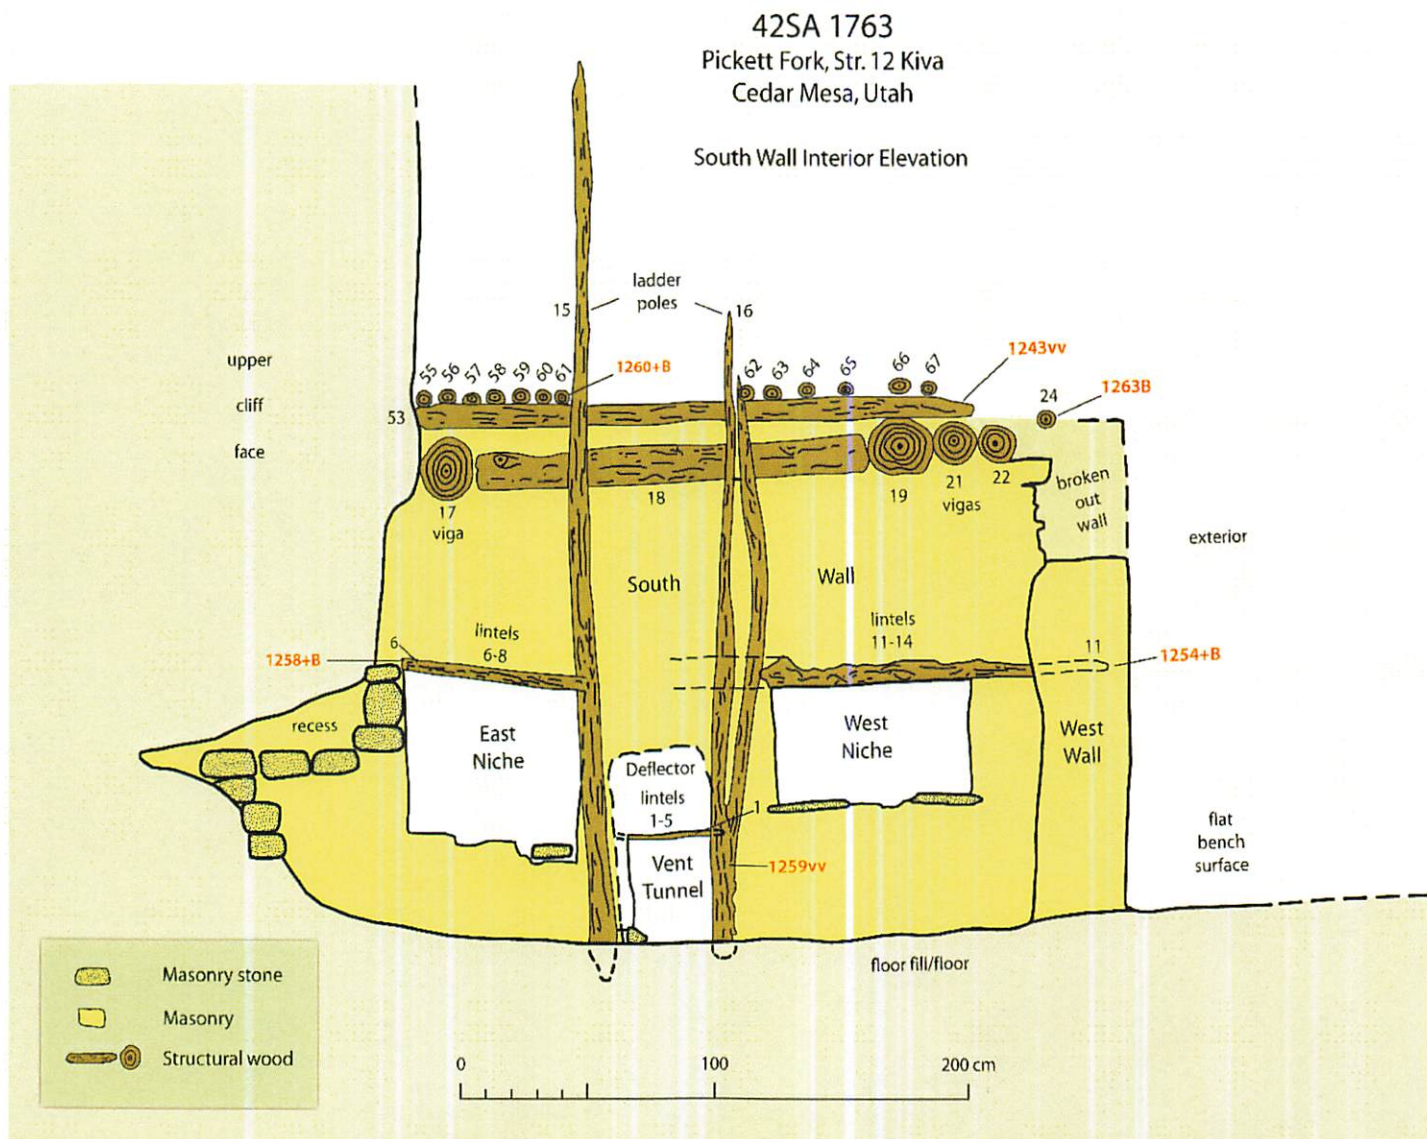 42SA 1763
Pickett Fork, Str. 12 Kiva
Cedar Mesa, Utah
South Wall Interior Elevation
ladder
poles
15
16
upper
cliff
face
53
55
56
57
58
59
60
61
1260+B
62
63
64
65
66
67
1243vv
24
1263B
17
viga
18
19
21
vigas
22
broken
out
wall
exterior
South
Wall
lintels
6-8
6
1258+B
lintels
11-14
11
1254+B
recess
East
Niche
West
Niche
West
Wall
Deflector
lintels
1-5
1
Vent
Tunnel
1259vv
flat
bench
surface
floor fill/floor
Masonry stone
Masonry
Structural wood
0
100
200 cm